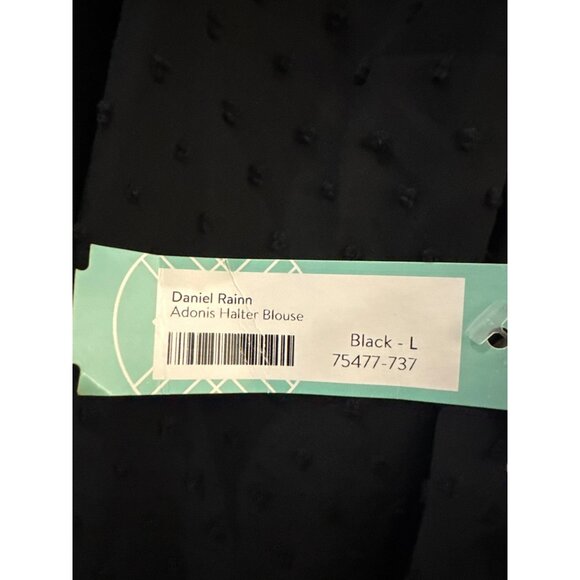 Daniel Rainn
Adonis Halter Blouse
Black - L
75477-737